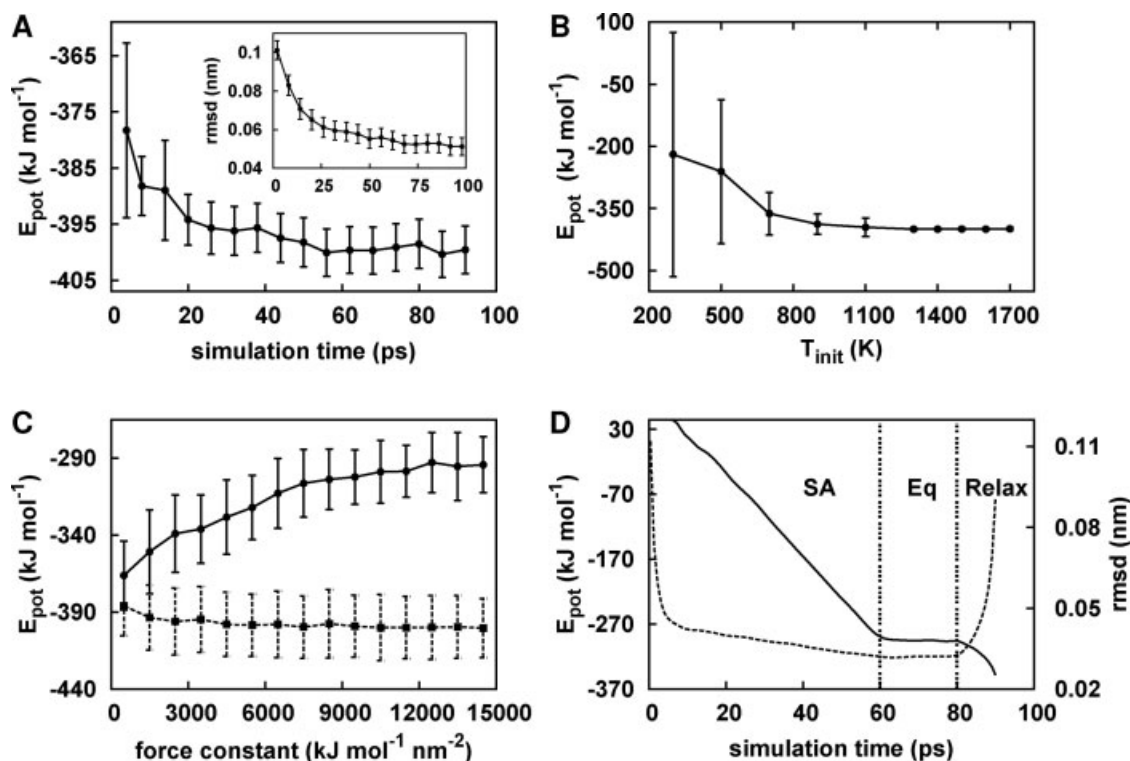 A
-365
-375
-385
-395
-405
E_pot (kJ mol⁻¹)
0 20 40 60 80 100
simulation time (ps)
0.1
0.08
0.06
0.04
rmsd (nm)
0 25 50 75 100
B
100
-50
-200
-350
-500
E_pot (kJ mol⁻¹)
200 500 800 1100 1400 1700
T_init (K)
C
-290
-340
-390
-440
E_pot (kJ mol⁻¹)
3000 6000 9000 12000 15000
force constant (kJ mol⁻¹ nm⁻²)
D
30
-70
-170
-270
-370
E_pot (kJ mol⁻¹)
SA Eq Relax
0.11
0.08
0.05
0.02
rmsd (nm)
0 20 40 60 80 100
simulation time (ps)